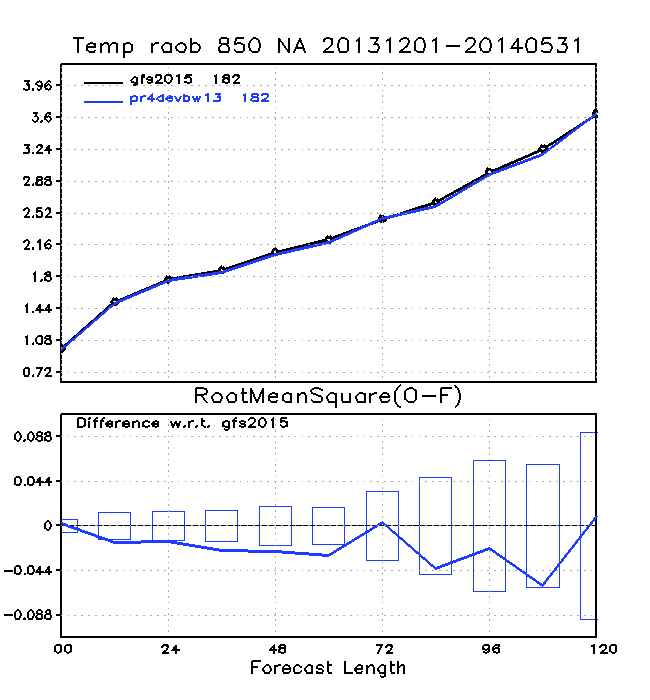 Temp raob 850 NA 20131201-20140531
gfs2015 182
pr4devbw13 182
3.96
3.6
3.24
2.88
2.52
2.16
1.8
1.44
1.08
0.72
RootMeanSquare(O-F)
Difference w.r.t. gfs2015
0.088
0.044
0
-0.044
-0.088
00 24 48 72 96 120
Forecast Length